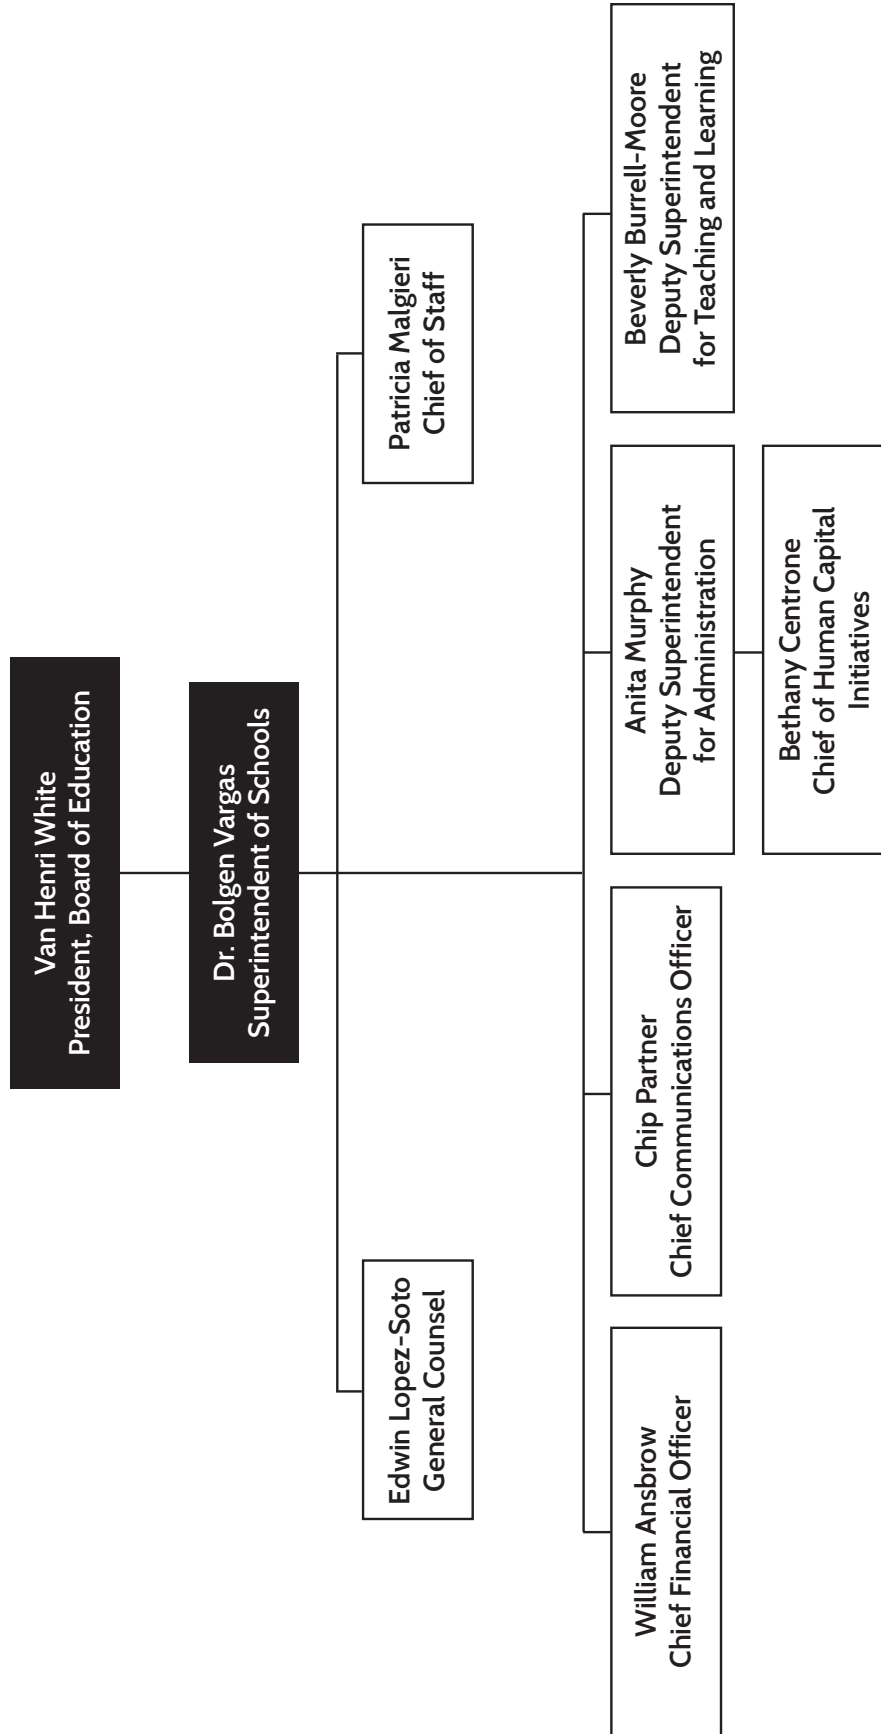 Van Henri White
President, Board of Education
Dr. Bolgen Vargas
Superintendent of Schools
Edwin Lopez-Soto
General Counsel
Patricia Malgieri
Chief of Staff
William Ansbrow
Chief Financial Officer
Chip Partner
Chief Communications Officer
Anita Murphy
Deputy Superintendent
for Administration
Beverly Burrell-Moore
Deputy Superintendent
for Teaching and Learning
Bethany Centrone
Chief of Human Capital
Initiatives